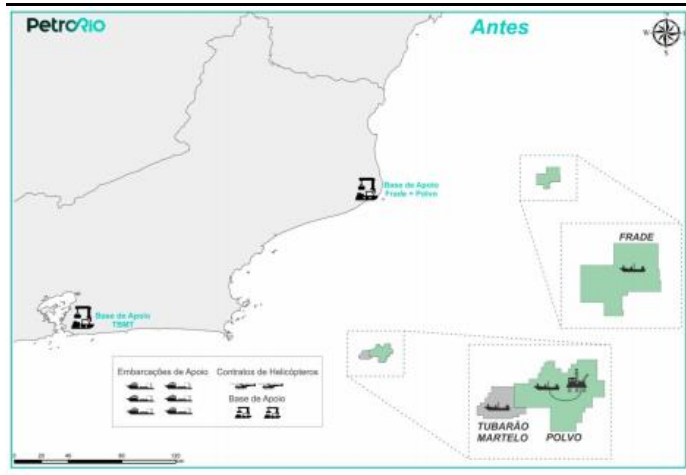 PetroRio
Antes
Base de Apoio
Frade + Polvo
FRADE
Base de Apoio
TBMT
Embarcações de Apoio
Contratos de Helicópteros
Base de Apoio
TUBARÃO
MARTELO
POLVO